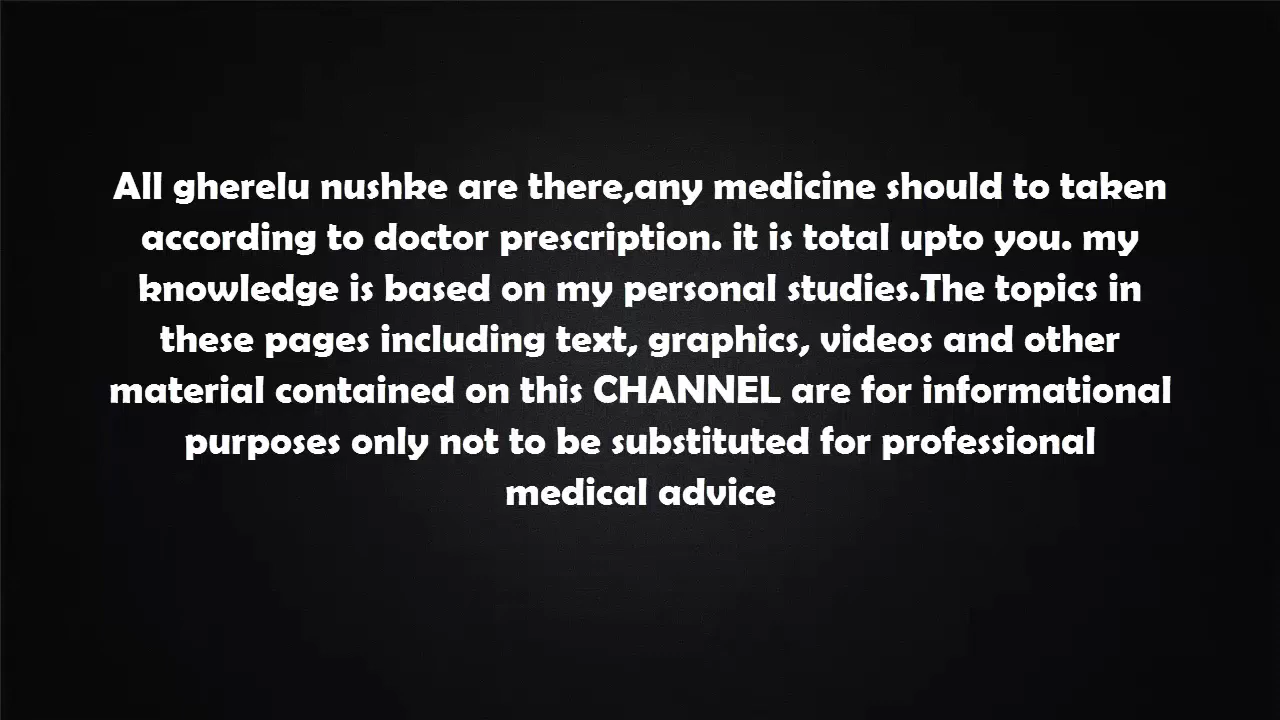 All gherelu nushke are there,any medicine should to taken
according to doctor prescription. it is total upto you. my
knowledge is based on my personal studies.The topics in
these pages including text, graphics, videos and other
material contained on this CHANNEL are for informational
purposes only not to be substituted for professional
medical advice